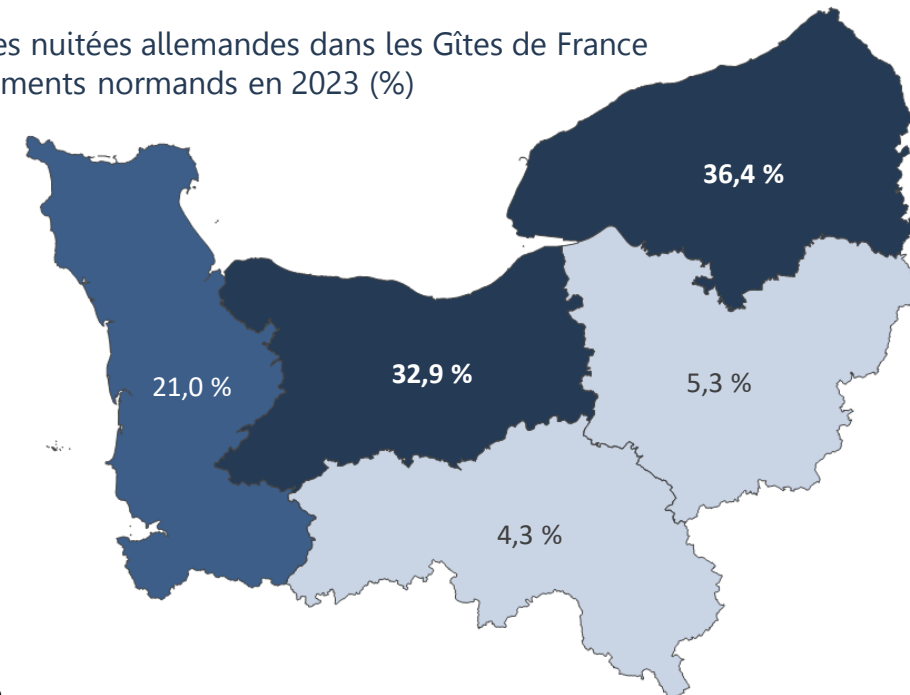 es nuitées allemandes dans les Gîtes de France
ments normands en 2023 (%)
36,4 %
32,9 %
21,0 %
5,3 %
4,3 %